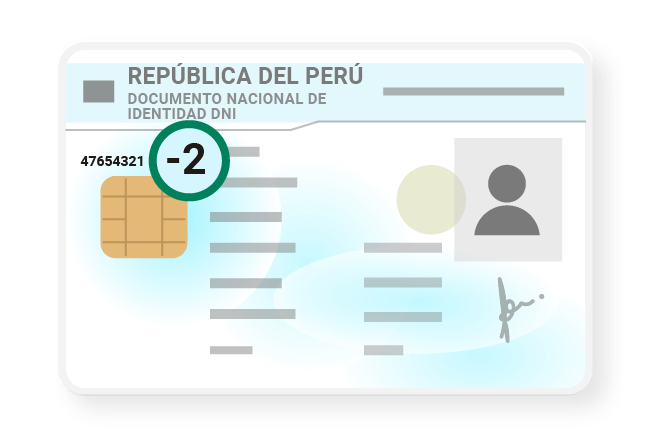 REPÚBLICA DEL PERÚ
DOCUMENTO NACIONAL DE
IDENTIDAD DNI
47654321 -2